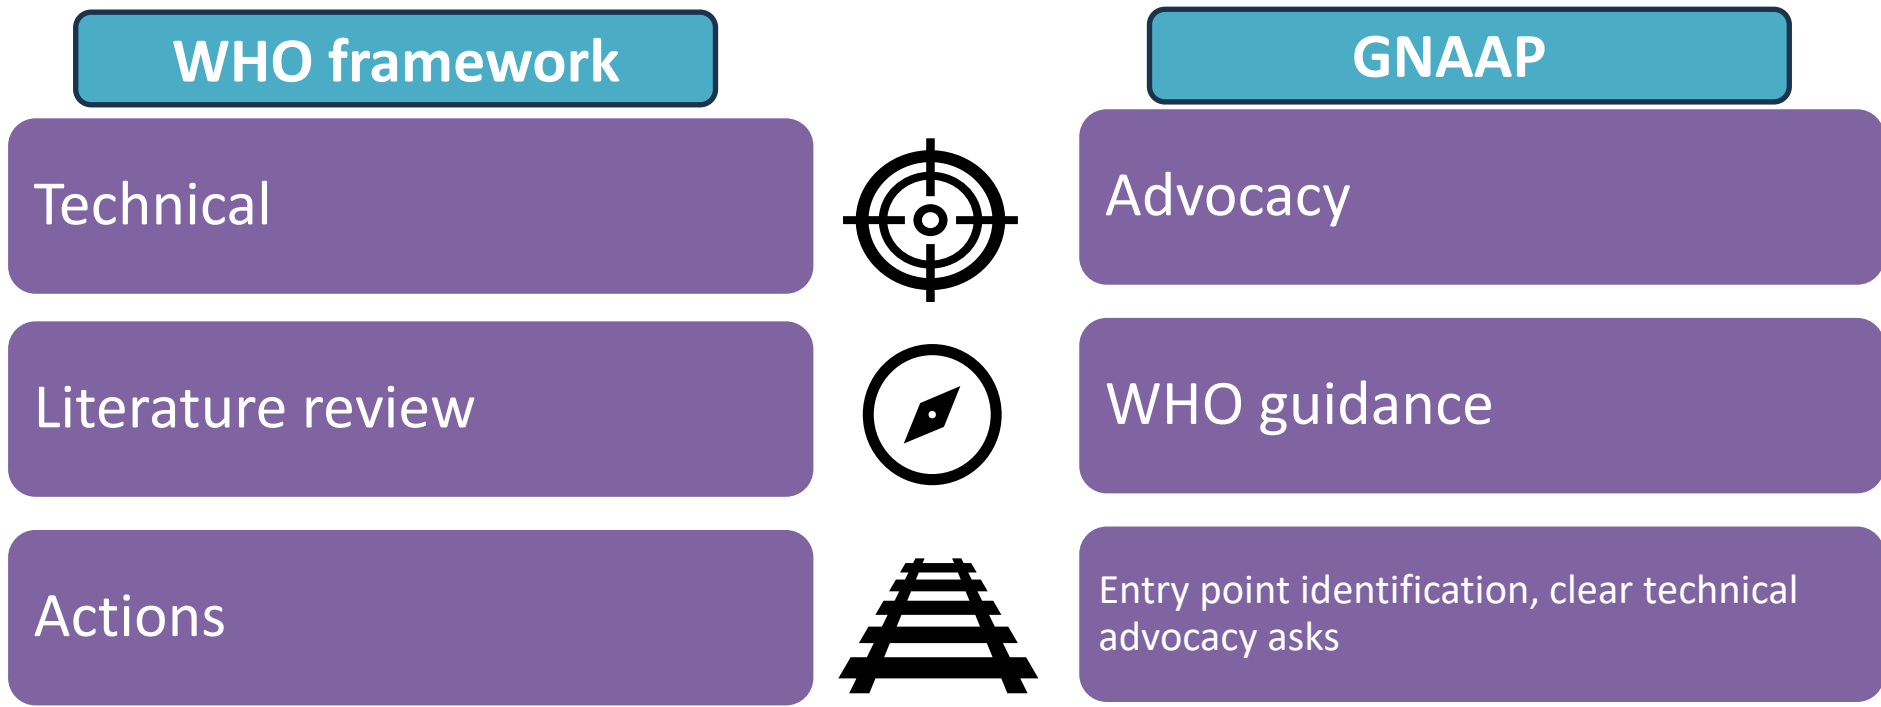 WHO framework
GNAAP
Technical
Advocacy
Literature review
WHO guidance
Actions
Entry point identification, clear technical
advocacy asks